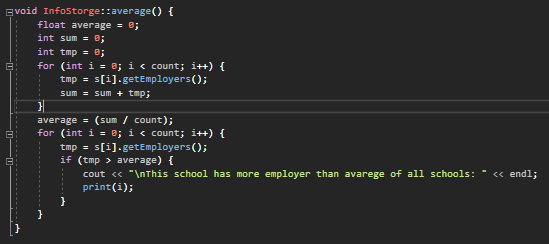 void InfoStorge::average() {
float average = 0;
int sum = 0;
int tmp = 0;
for (int i = 0; i < count; i++) {
tmp = s[i].getEmployers();
sum = sum + tmp;
}
average = (sum / count);
for (int i = 0; i < count; i++) {
tmp = s[i].getEmployers();
if (tmp > average) {
cout << "\nThis school has more employer than avarege of all schools: " << endl;
print(i);
}
}
}